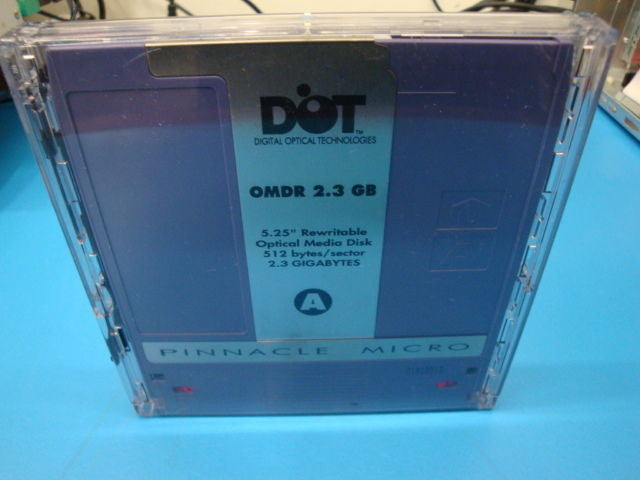 DOT™
DIGITAL OPTICAL TECHNOLOGIES
OMDR 2.3 GB
5.25" Rewritable
Optical Media Disk
512 bytes/sector
2.3 GIGABYTES
A
PINNACLE MICRO